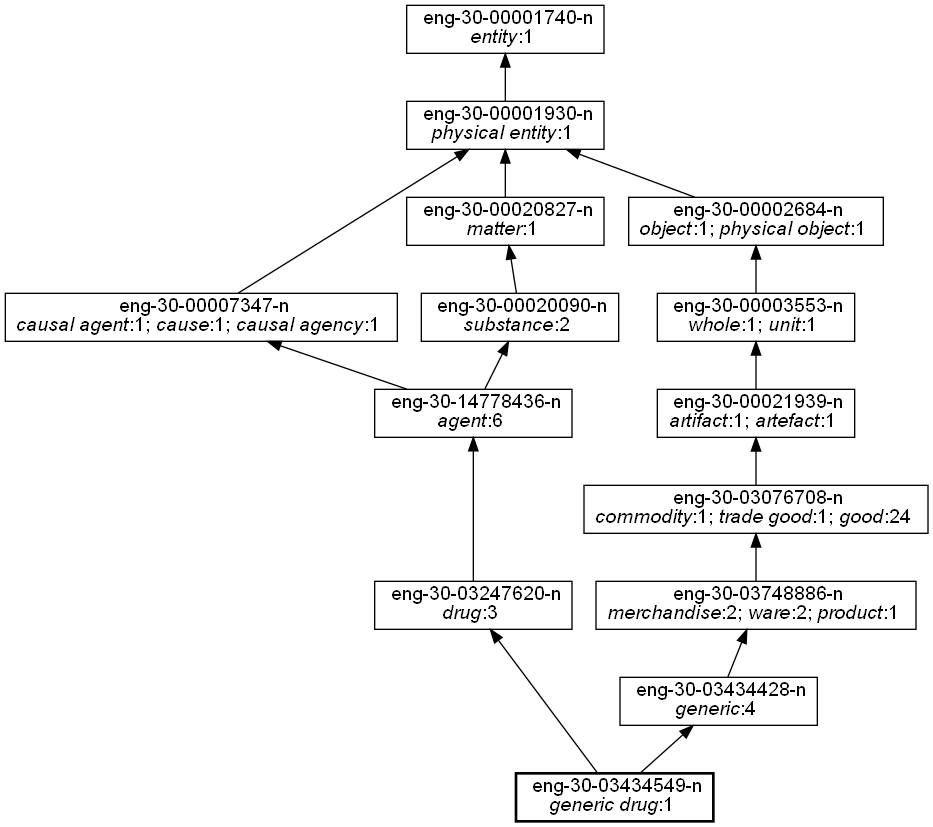 eng-30-00001740-n
entity:1
eng-30-00001930-n
physical entity:1
eng-30-00020827-n
matter:1
eng-30-00002684-n
object:1; physical object:1
eng-30-00007347-n
causal agent:1; cause:1; causal agency:1
eng-30-00020090-n
substance:2
eng-30-00003553-n
whole:1; unit:1
eng-30-14778436-n
agent:6
eng-30-00021939-n
artifact:1; artefact:1
eng-30-03076708-n
commodity:1; trade good:1; good:24
eng-30-03247620-n
drug:3
eng-30-03748886-n
merchandise:2; ware:2; product:1
eng-30-03434428-n
generic:4
eng-30-03434549-n
generic drug:1